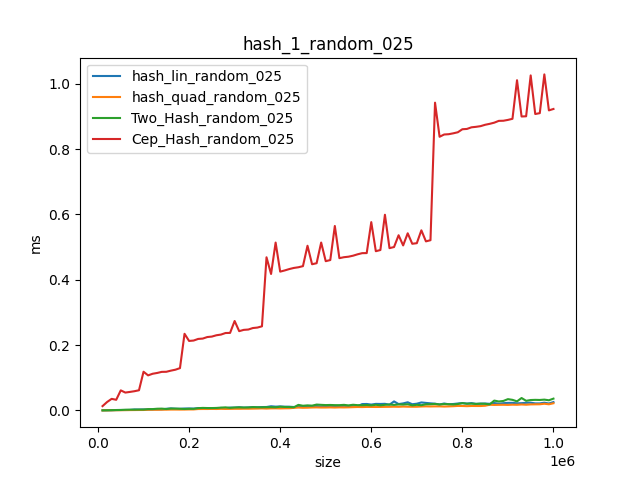 hash_1_random_025
hash_lin_random_025
hash_quad_random_025
Two_Hash_random_025
Cep_Hash_random_025
ms
1.0
0.8
0.6
0.4
0.2
0.0
0.0 0.2 0.4 0.6 0.8 1.0
size
1e6